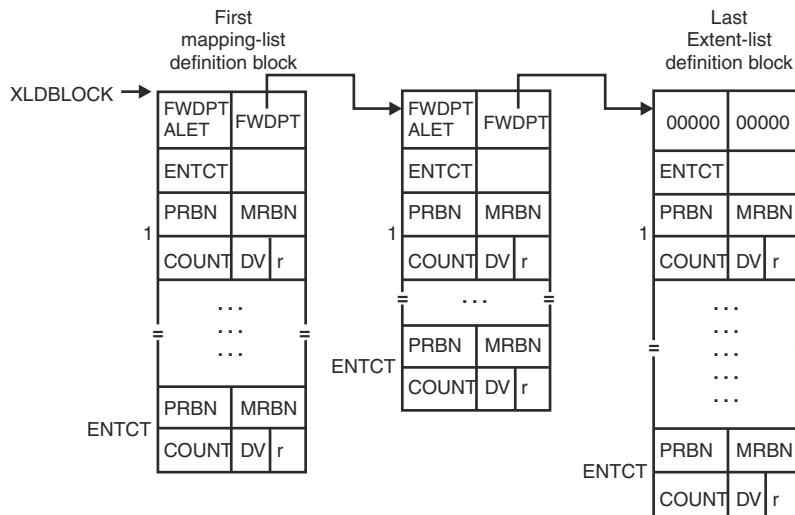 First
mapping-list
definition block
Last
Extent-list
definition block
XLDBLOCK
FWDPT
ALET
FWDPT
ENTCT
PRBN MRBN
1
COUNT DV r
. . .
= . . . =
. . .
PRBN MRBN
ENTCT
COUNT DV r
FWDPT
ALET
FWDPT
ENTCT
PRBN MRBN
COUNT DV r
= . . . =
PRBN MRBN
ENTCT
COUNT DV r
00000 00000
ENTCT
PRBN MRBN
1
COUNT DV r
. . .
. . .
= . . .
. . .
. . .
PRBN MRBN
ENTCT
COUNT DV r